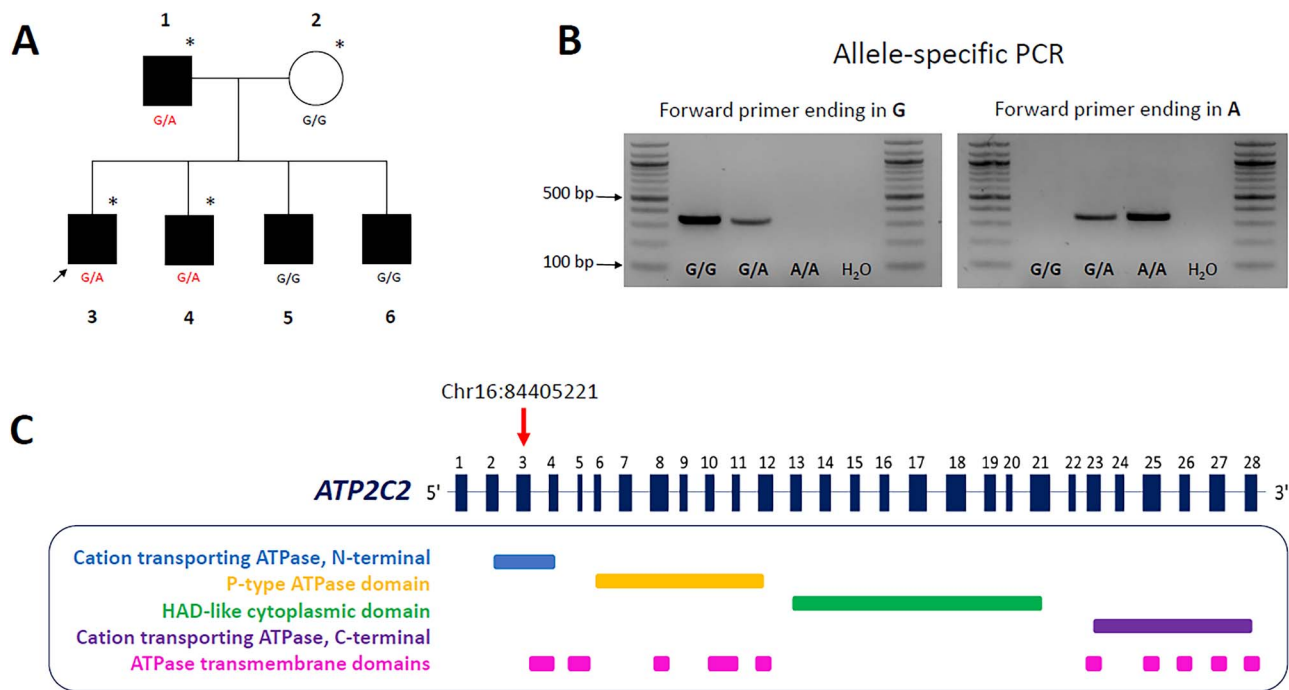 A
1
2
*
*
G/A
G/G
*
*
G/A
G/A
G/G
G/G
3
4
5
6
B
Allele-specific PCR
Forward primer ending in G
Forward primer ending in A
500 bp
100 bp
G/G G/A A/A H₂O
G/G G/A A/A H₂O
C
Chr16:84405221
1 2 3 4 5 6 7 8 9 10 11 12 13 14 15 16 17 18 19 20 21 22 23 24 25 26 27 28
ATP2C2 5' 3'
Cation transporting ATPase, N-terminal
P-type ATPase domain
HAD-like cytoplasmic domain
Cation transporting ATPase, C-terminal
ATPase transmembrane domains